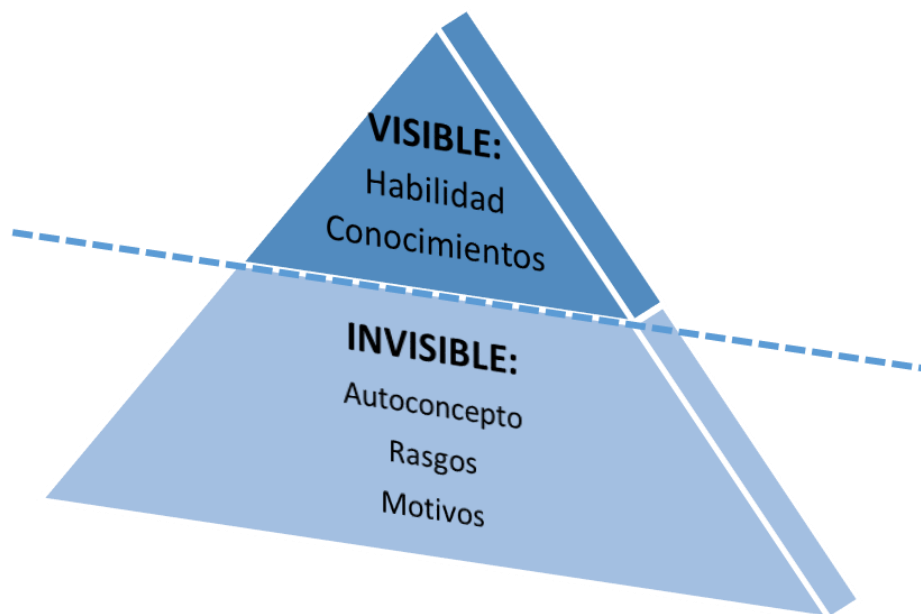 VISIBLE:
Habilidad
Conocimientos
INVISIBLE:
Autoconcepto
Rasgos
Motivos